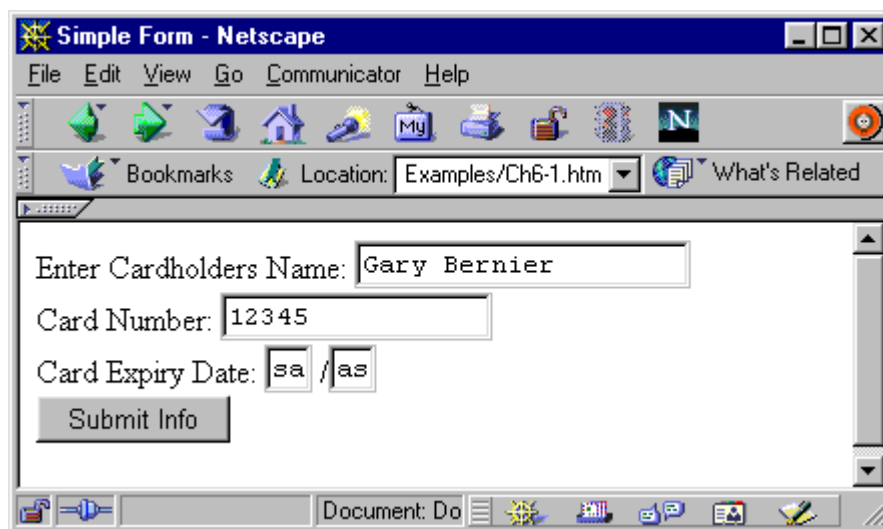 Simple Form - Netscape
File Edit View Go Communicator Help
My N
Bookmarks Location: Examples/Ch6-1.htm What's Related
Enter Cardholders Name: Gary Bernier
Card Number: 12345
Card Expiry Date: sa / as
Submit Info
Document: Do